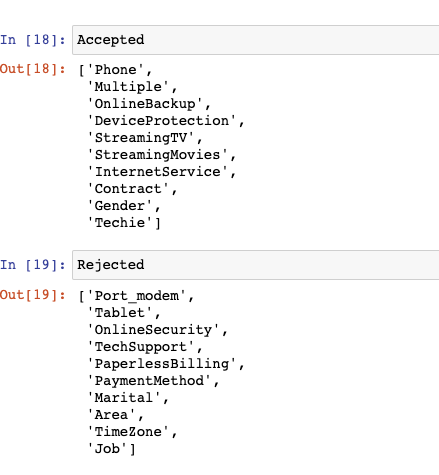 In [18]: Accepted
Out[18]: ['Phone',
'Multiple',
'OnlineBackup',
'DeviceProtection',
'StreamingTV',
'StreamingMovies',
'InternetService',
'Contract',
'Gender',
'Techie']
In [19]: Rejected
Out[19]: ['Port_modem',
'Tablet',
'OnlineSecurity',
'TechSupport',
'PaperlessBilling',
'PaymentMethod',
'Marital',
'Area',
'TimeZone',
'Job']